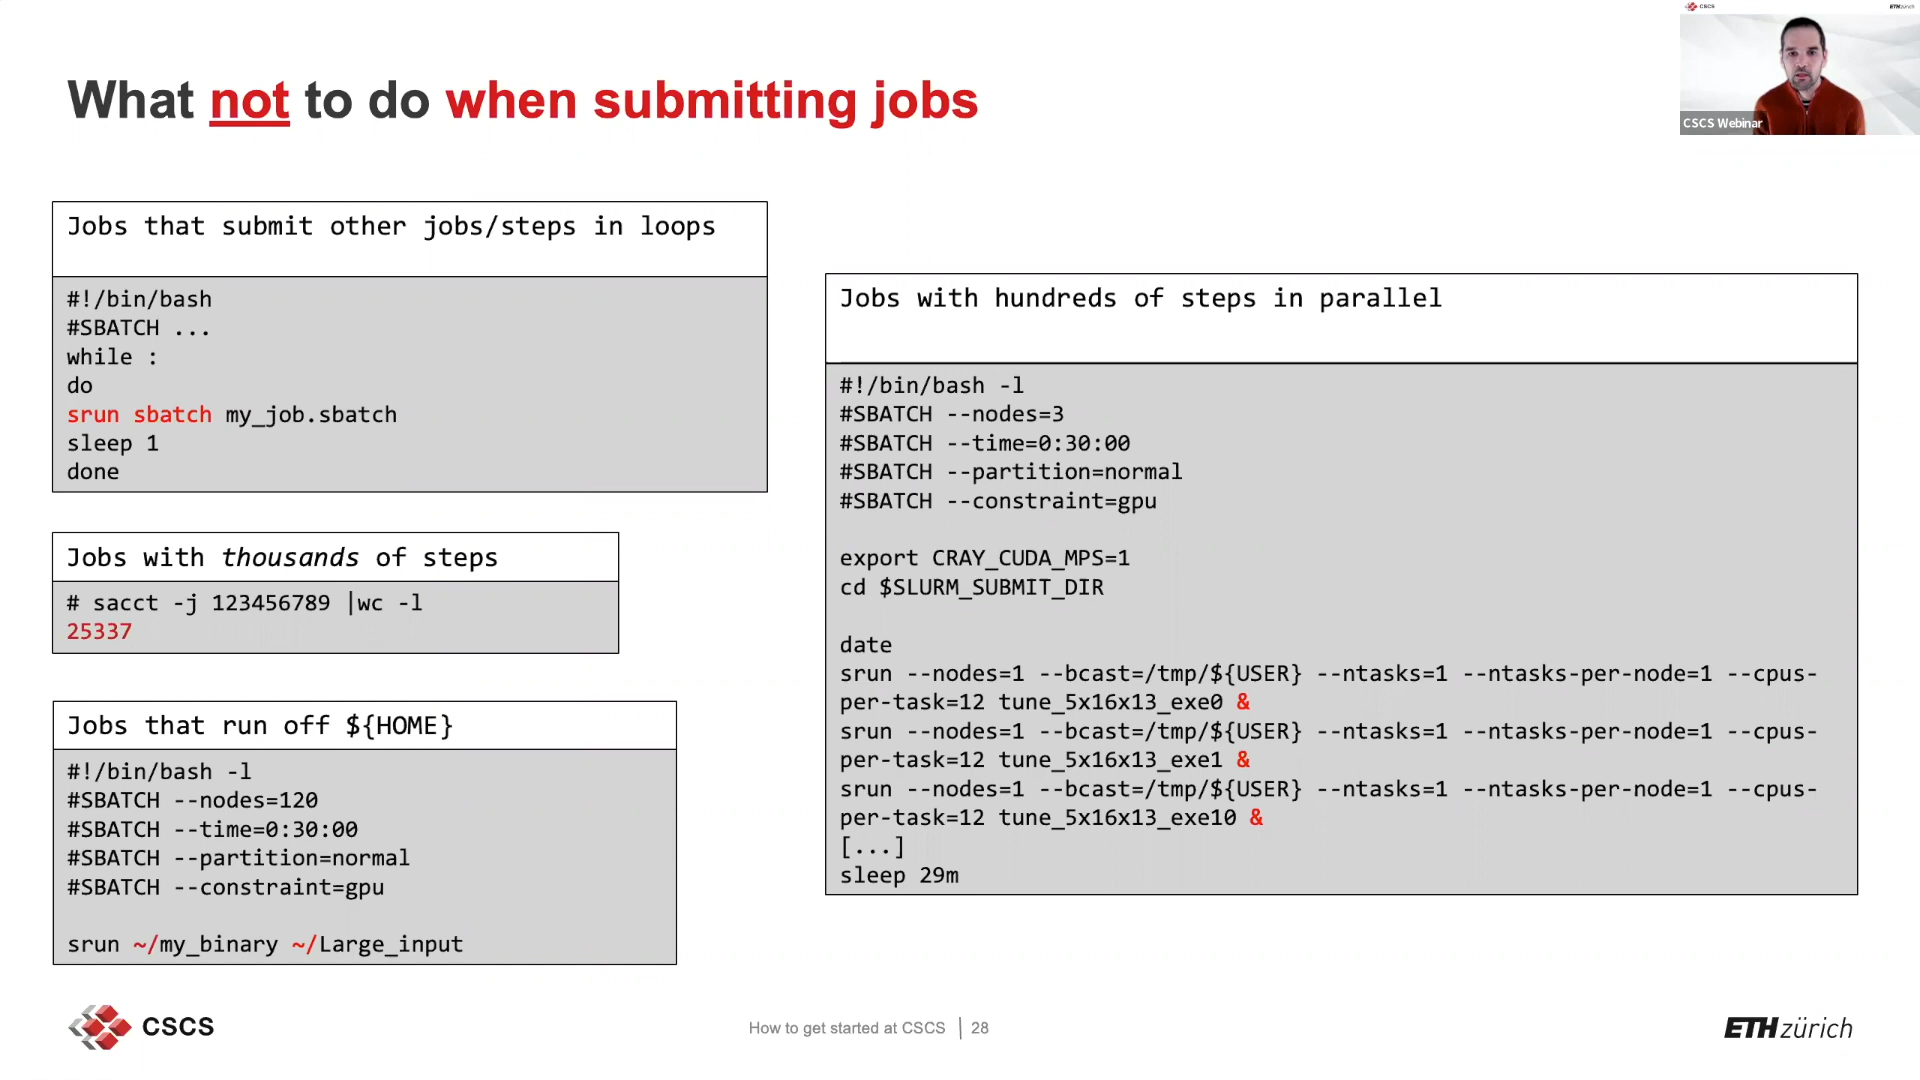 CSCS
ETHzürich
CSCS Webinar
What not to do when submitting jobs
Jobs that submit other jobs/steps in loops
#!/bin/bash
#SBATCH ...
while :
do
srun sbatch my_job.sbatch
sleep 1
done
Jobs with thousands of steps
# sacct -j 123456789 |wc -l
25337
Jobs that run off ${HOME}
#!/bin/bash -l
#SBATCH --nodes=120
#SBATCH --time=0:30:00
#SBATCH --partition=normal
#SBATCH --constraint=gpu
srun ~/my_binary ~/Large_input
Jobs with hundreds of steps in parallel
#!/bin/bash -l
#SBATCH --nodes=3
#SBATCH --time=0:30:00
#SBATCH --partition=normal
#SBATCH --constraint=gpu
export CRAY_CUDA_MPS=1
cd $SLURM_SUBMIT_DIR
date
srun --nodes=1 --bcast=/tmp/${USER} --ntasks=1 --ntasks-per-node=1 --cpus-
per-task=12 tune_5x16x13_exe0 &
srun --nodes=1 --bcast=/tmp/${USER} --ntasks=1 --ntasks-per-node=1 --cpus-
per-task=12 tune_5x16x13_exe1 &
srun --nodes=1 --bcast=/tmp/${USER} --ntasks=1 --ntasks-per-node=1 --cpus-
per-task=12 tune_5x16x13_exe10 &
[...]
sleep 29m
CSCS
How to get started at CSCS | 28
ETHzürich